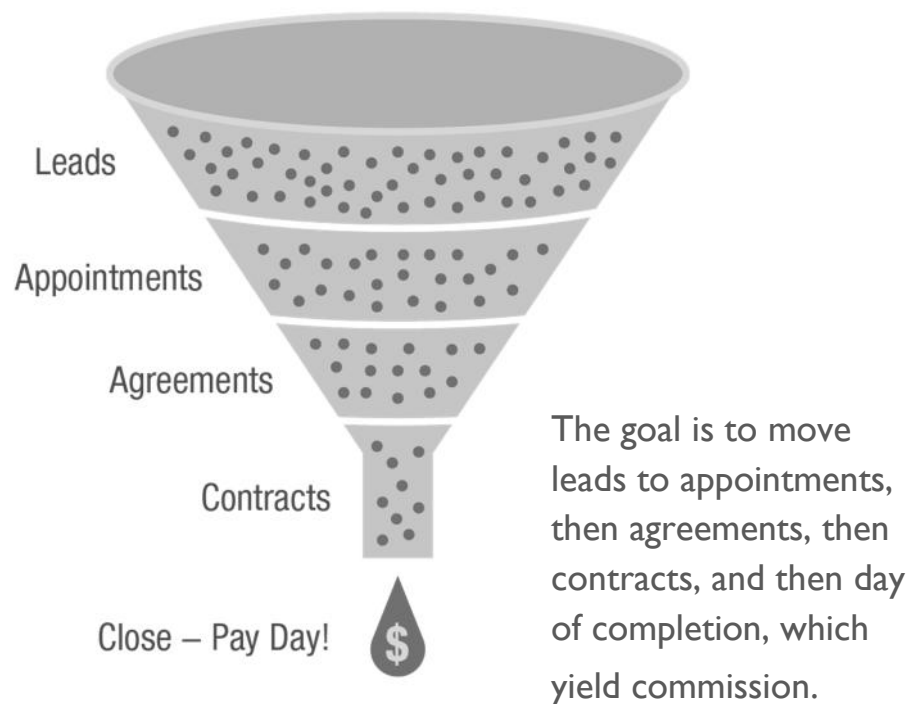 Leads
Appointments
Agreements
Contracts
Close – Pay Day!
$
The goal is to move
leads to appointments,
then agreements, then
contracts, and then day
of completion, which
yield commission.